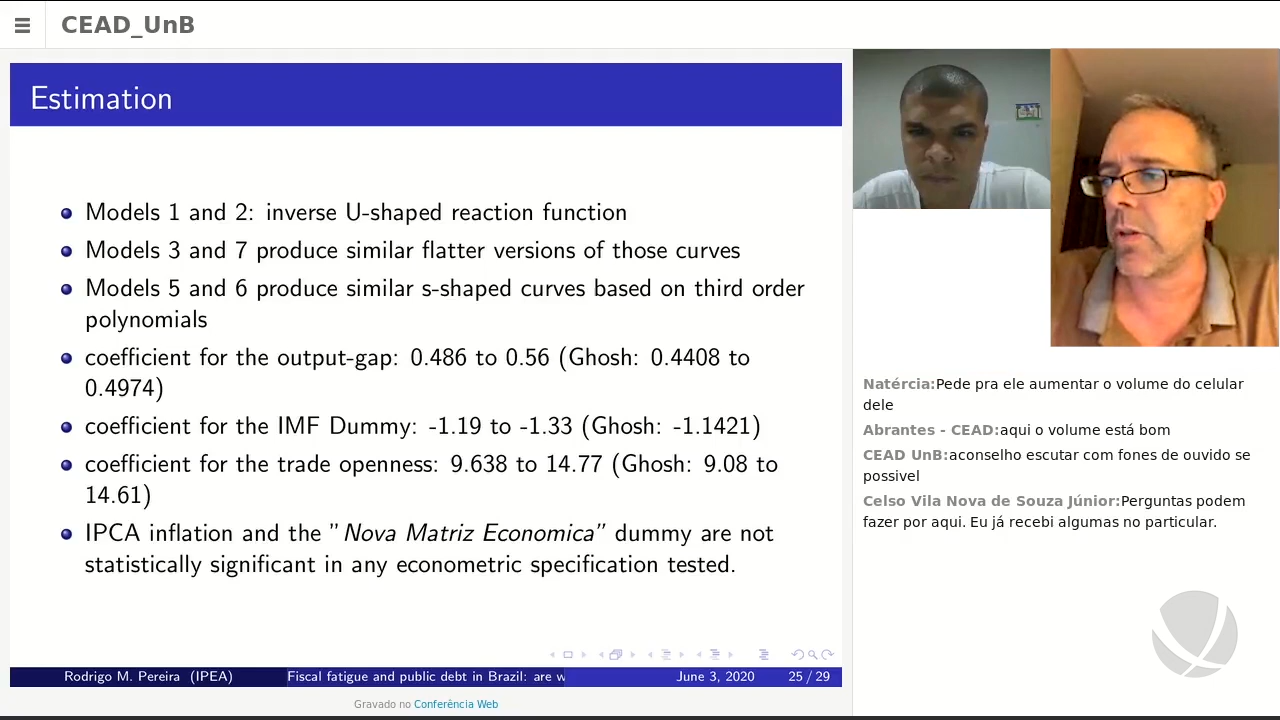 CEAD_UnB
Estimation
Models 1 and 2: inverse U-shaped reaction function
Models 3 and 7 produce similar flatter versions of those curves
Models 5 and 6 produce similar s-shaped curves based on third order
polynomials
coefficient for the output-gap: 0.486 to 0.56 (Ghosh: 0.4408 to
0.4974)
coefficient for the IMF Dummy: -1.19 to -1.33 (Ghosh: -1.1421)
coefficient for the trade openness: 9.638 to 14.77 (Ghosh: 9.08 to
14.61)
IPCA inflation and the ”Nova Matriz Economica” dummy are not
statistically significant in any econometric specification tested.
Rodrigo M. Pereira (IPEA)
Fiscal fatigue and public debt in Brazil: are w
June 3, 2020
25 / 29
Gravado no Conferência Web
Natércia:Pede pra ele aumentar o volume do celular
dele
Abrantes - CEAD:aqui o volume está bom
CEAD UnB:aconselho escutar com fones de ouvido se
possivel
Celso Vila Nova de Souza Júnior:Perguntas podem
fazer por aqui. Eu já recebi algumas no particular.